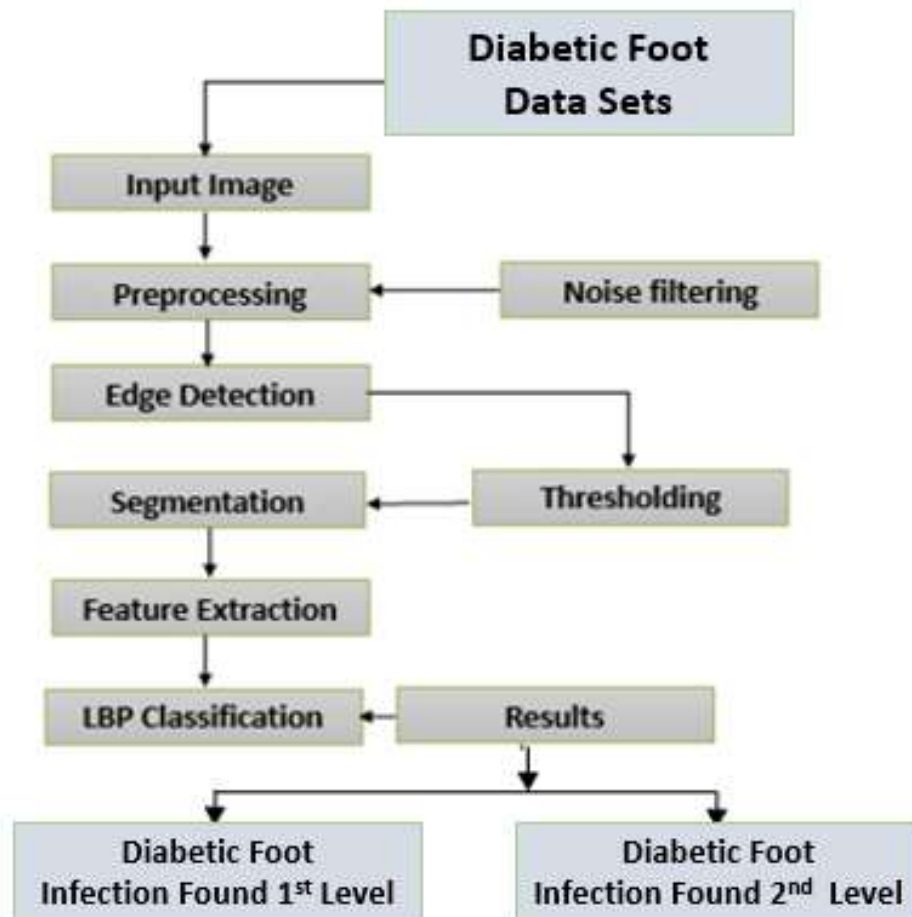 Diabetic Foot
Data Sets
Input Image
Preprocessing
Noise filtering
Edge Detection
Segmentation
Thresholding
Feature Extraction
LBP Classification
Results
Diabetic Foot
Infection Found 1st Level
Diabetic Foot
Infection Found 2nd Level